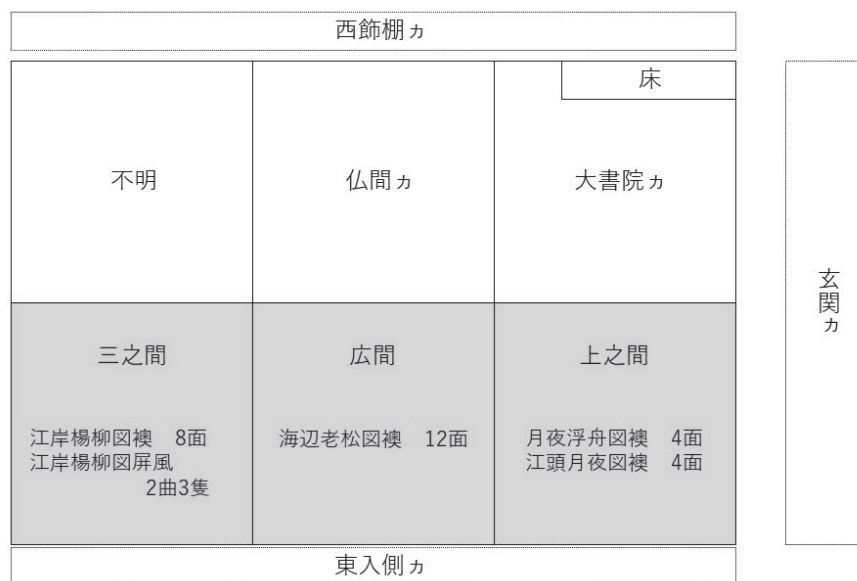 西飾棚ヵ
床
不明
仏間ヵ
大書院ヵ
玄関ヵ
三之間
広間
上之間
江岸楊柳図襖　8面
江岸楊柳図屏風
2曲3隻
海辺老松図襖　12面
月夜浮舟図襖　4面
江頭月夜図襖　4面
東入側ヵ